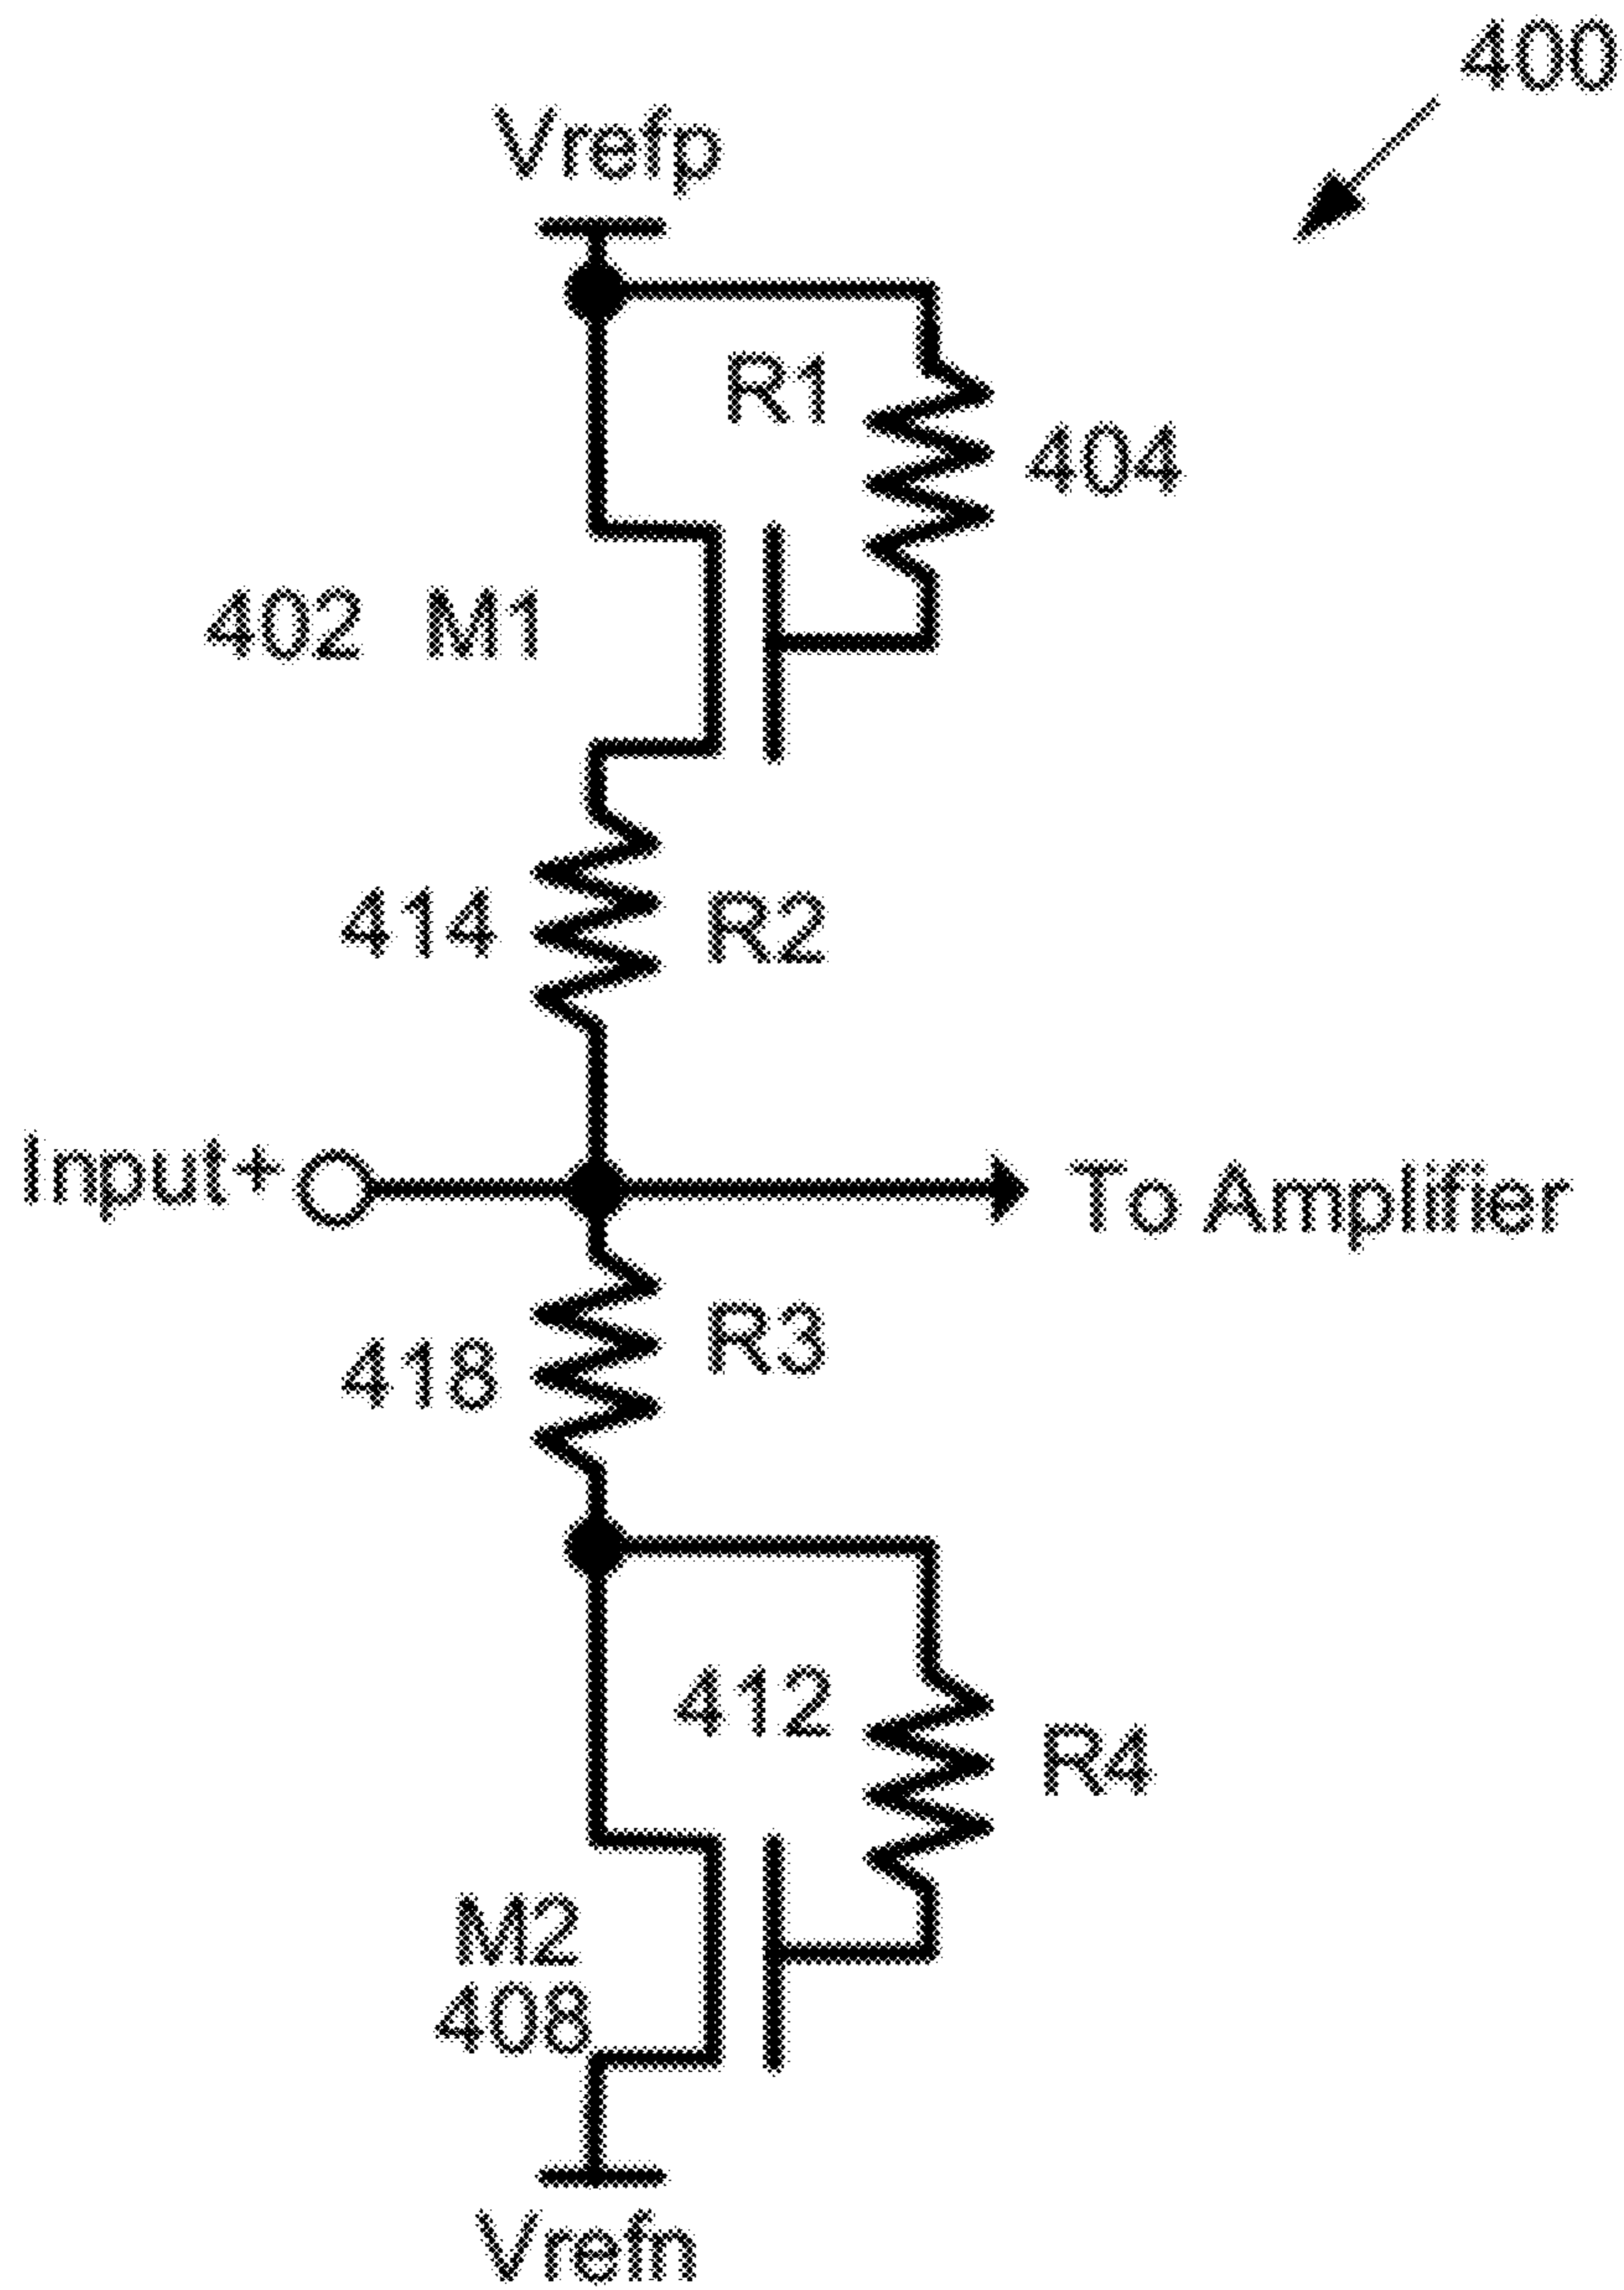 400
Vrefp
R1
404
402 M1
414 R2
Input+ To Amplifier
R3
418
412
R4
M2
408
Vrefn